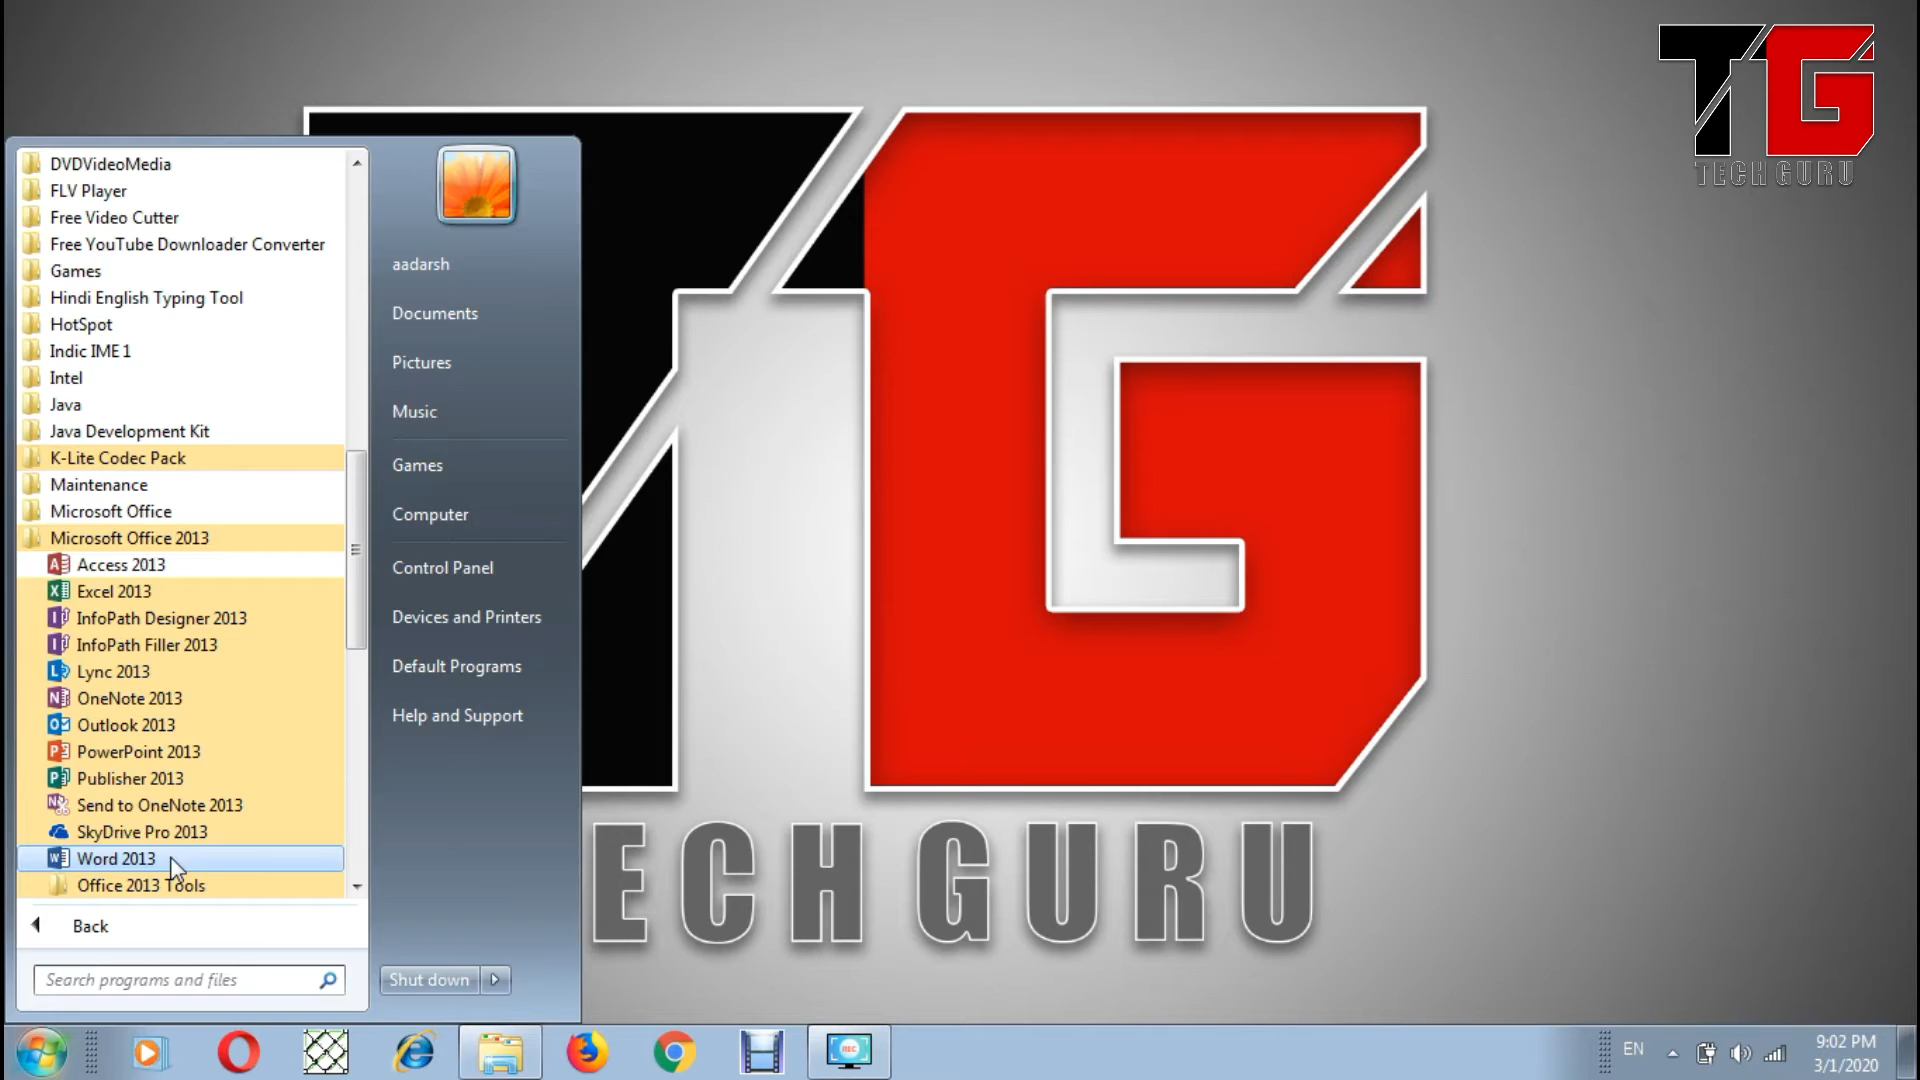 TG
TECH GURU
DVDVideoMedia
FLV Player
Free Video Cutter
Free YouTube Downloader Converter
Games
Hindi English Typing Tool
HotSpot
Indic IME 1
Intel
Java
Java Development Kit
K-Lite Codec Pack
Maintenance
Microsoft Office
Microsoft Office 2013
Access 2013
Excel 2013
InfoPath Designer 2013
InfoPath Filler 2013
Lync 2013
OneNote 2013
Outlook 2013
PowerPoint 2013
Publisher 2013
Send to OneNote 2013
SkyDrive Pro 2013
Word 2013
Office 2013 Tools
Back
Search programs and files
aadarsh
Documents
Pictures
Music
Games
Computer
Control Panel
Devices and Printers
Default Programs
Help and Support
Shut down
TG
ECH GURU
REC
EN
9:02 PM
3/1/2020